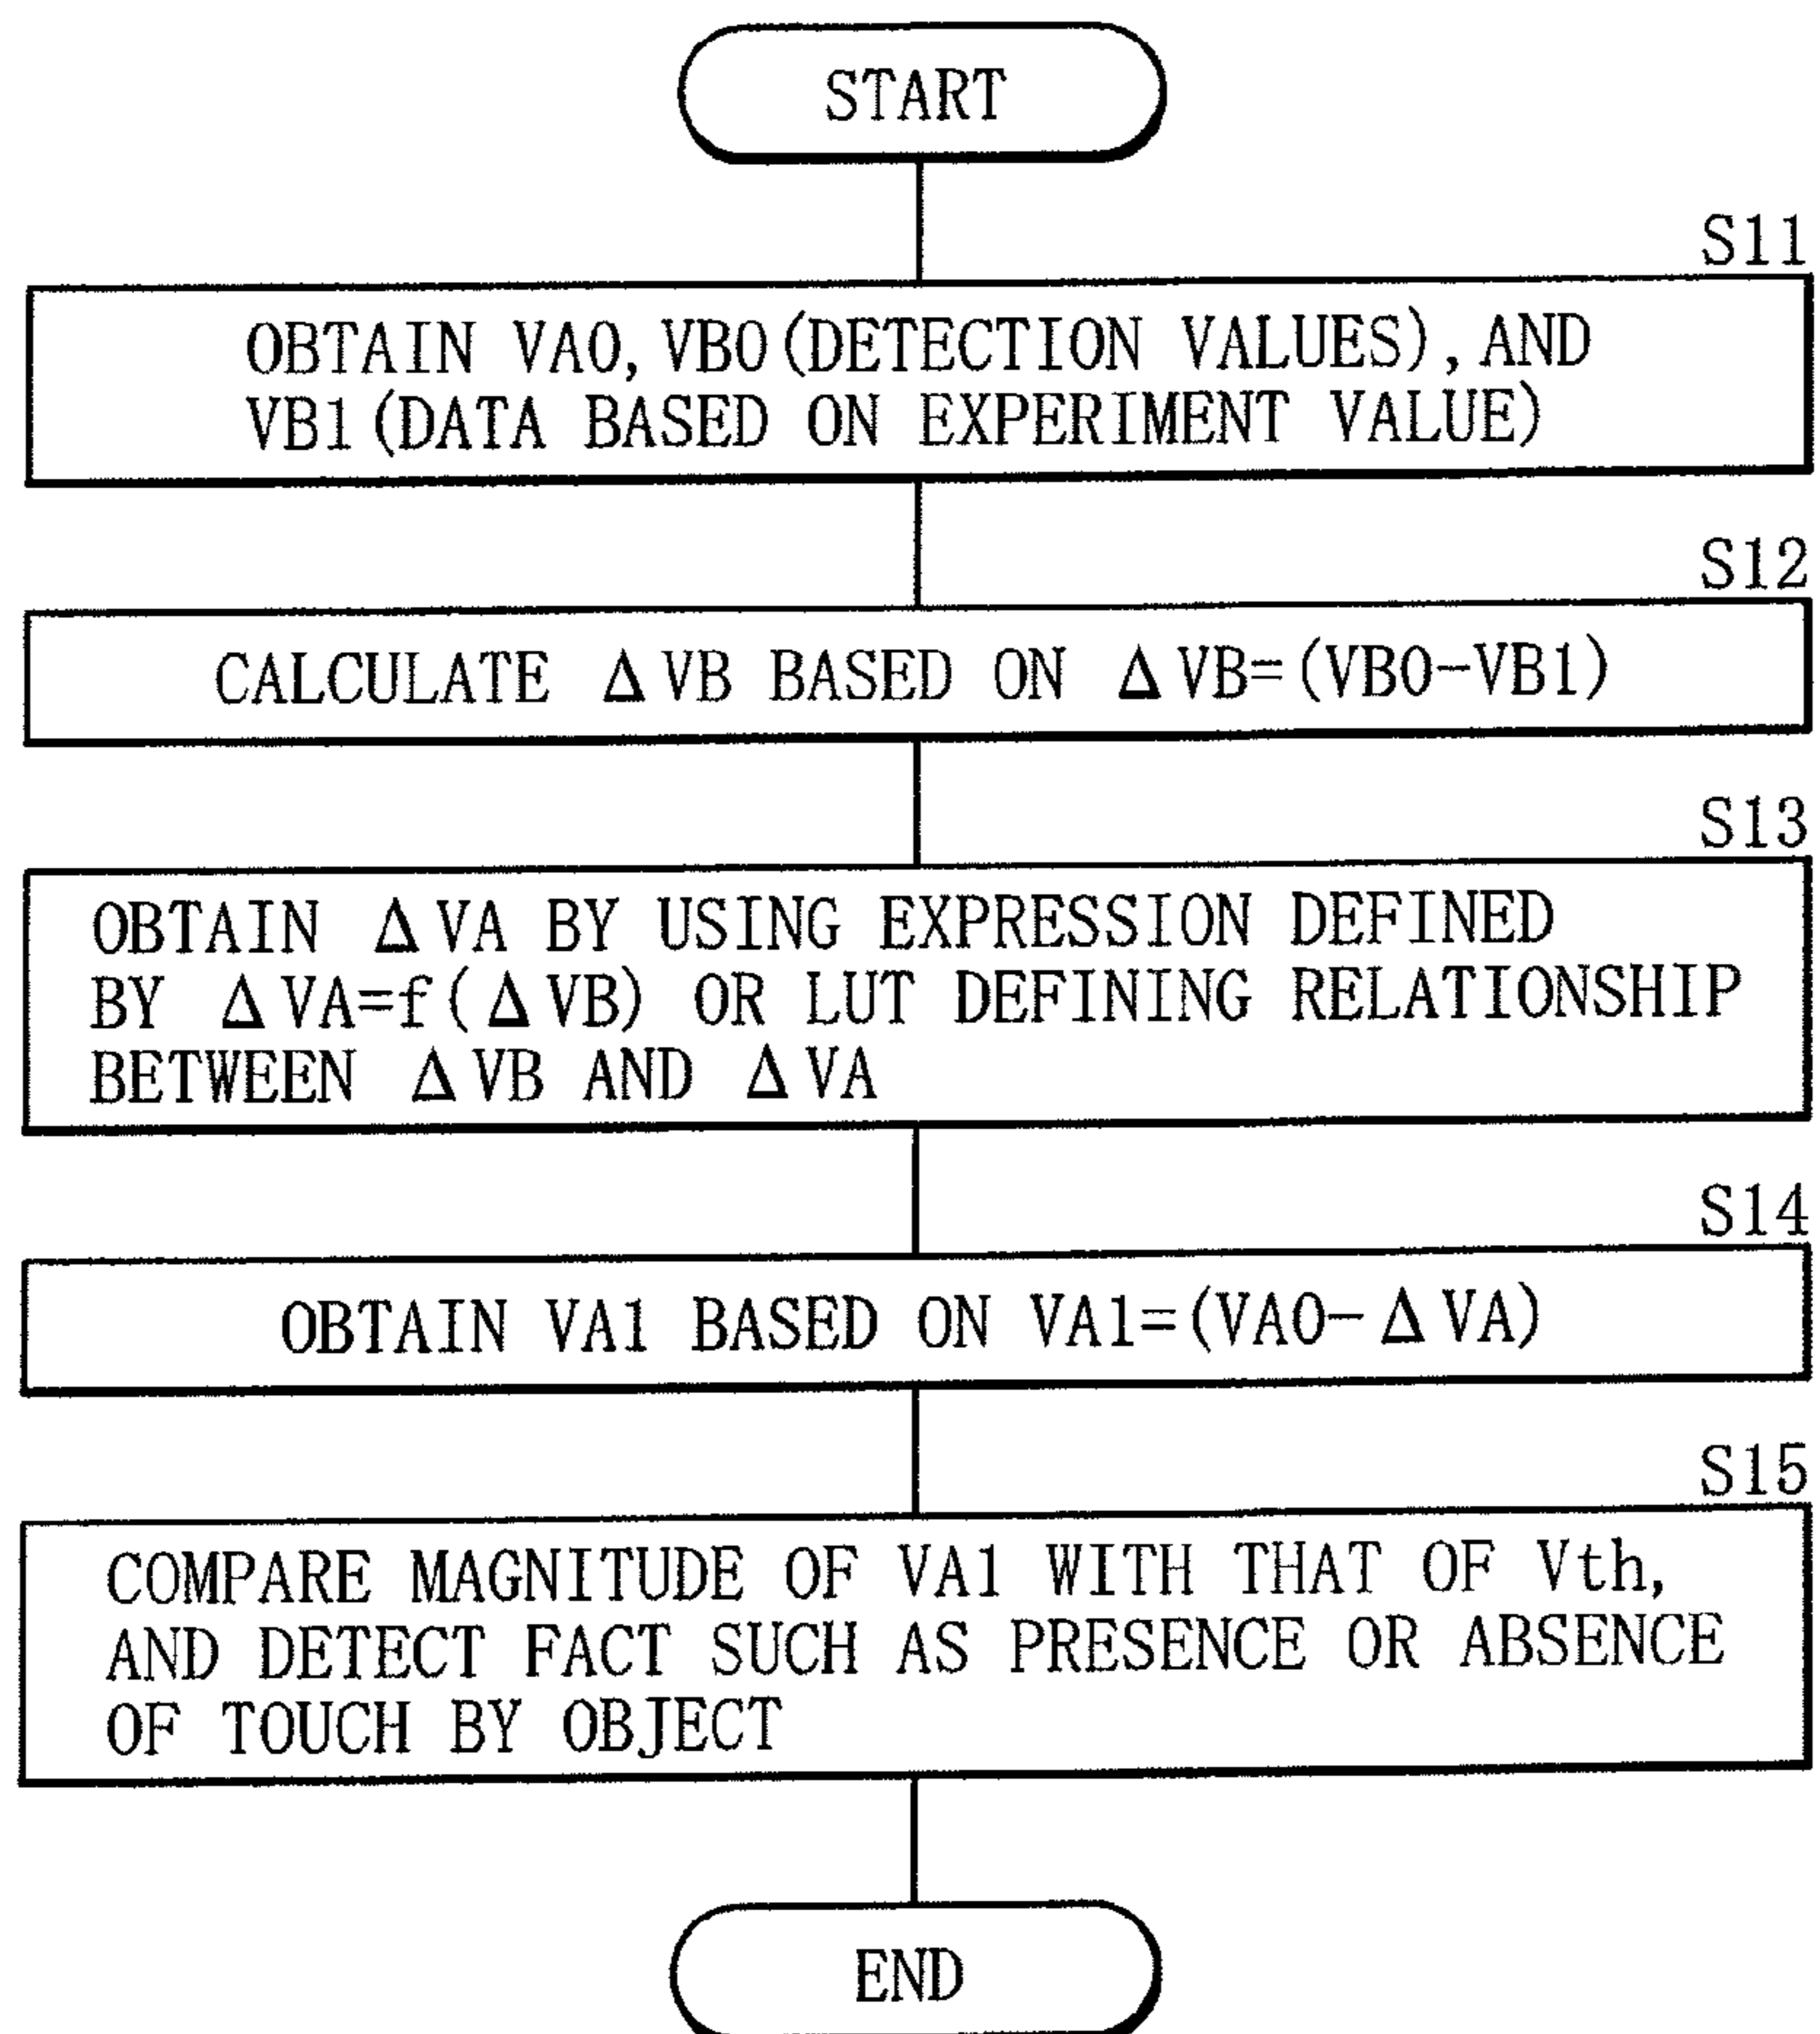 START
S11
OBTAIN VA0, VB0(DETECTION VALUES), AND
VB1(DATA BASED ON EXPERIMENT VALUE)
S12
CALCULATE ΔVB BASED ON ΔVB=(VB0-VB1)
S13
OBTAIN ΔVA BY USING EXPRESSION DEFINED
BY ΔVA=f(ΔVB) OR LUT DEFINING RELATIONSHIP
BETWEEN ΔVB AND ΔVA
S14
OBTAIN VA1 BASED ON VA1=(VA0-ΔVA)
S15
COMPARE MAGNITUDE OF VA1 WITH THAT OF Vth,
AND DETECT FACT SUCH AS PRESENCE OR ABSENCE
OF TOUCH BY OBJECT
END